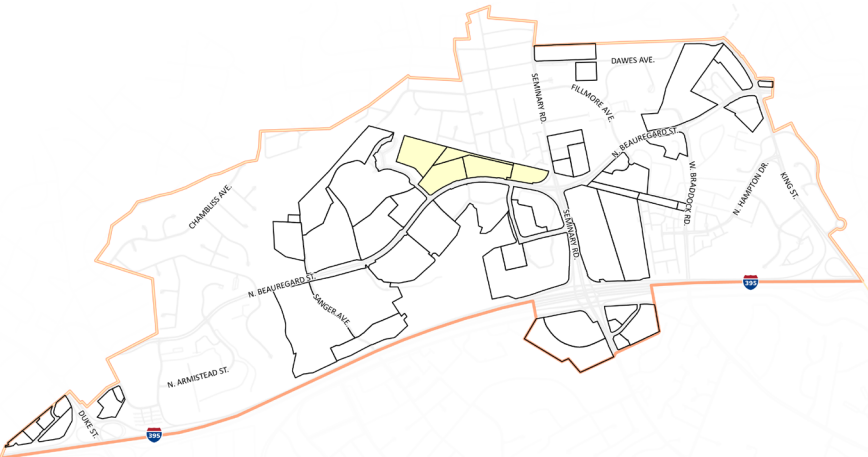 DAWES AVE.
SEMINARY RD.
FILLMORE AVE.
N. BEAUREGARD ST.
W. BRADDOCK RD.
N. HAMPTON DR.
KING ST.
CHAMBLISS AVE.
SEMINARY RD.
N. BEAUREGARD ST.
395
SANGER AVE.
N. ARMISTEAD ST.
DUKE ST.
395